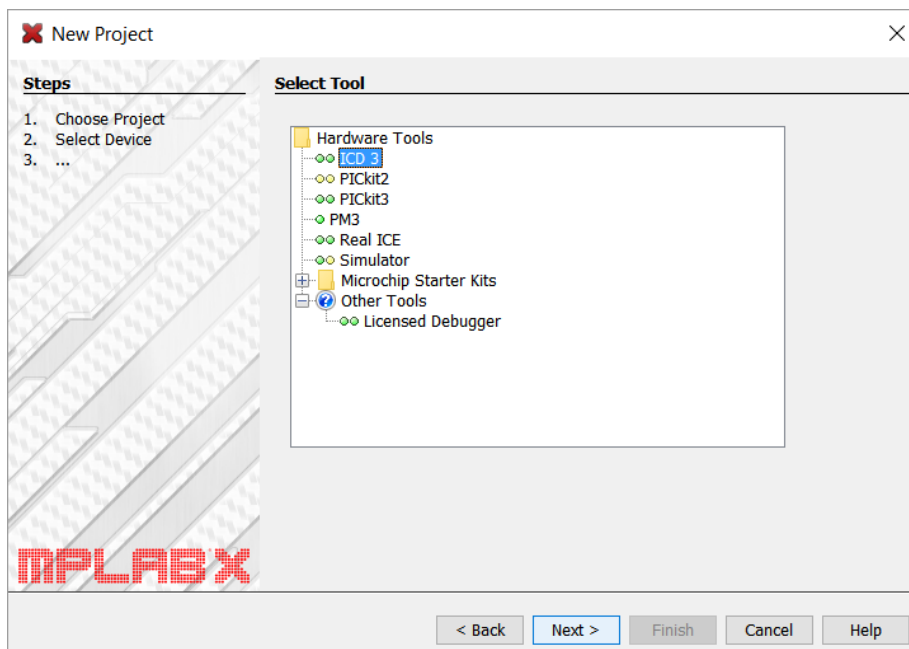 New Project
Steps
1. Choose Project
2. Select Device
3. ...
Select Tool
Hardware Tools
ICD 3
PICkit2
PICkit3
PM3
Real ICE
Simulator
Microchip Starter Kits
Other Tools
Licensed Debugger
MPLAB X
< Back Next > Finish Cancel Help